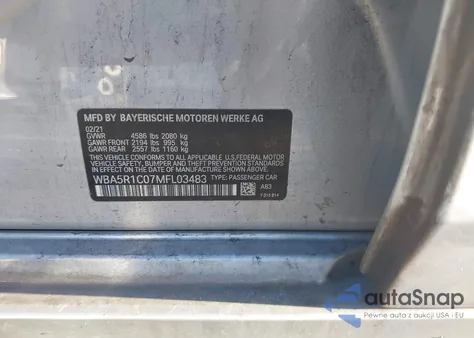 MFD BY BAYERISCHE MOTOREN WERKE AG
02/21
GVWR 4586 lbs 2080 kg
GAWR FRONT 2194 lbs 995 kg
GAWR REAR 2557 lbs 1160 kg
THIS VEHICLE CONFORMS TO ALL APPLICABLE U.S.FEDERAL MOTOR
VEHICLE SAFETY, BUMPER, AND THEFT PREVENTION STANDARDS
IN EFFECT ON THE DATE OF MANUFACTURE SHOWN ABOVE.
WBA5R1C07MFL03483 TYPE: PASSENGER CAR
A83
autoSnap
Pewne auta z aukcji USA - EU